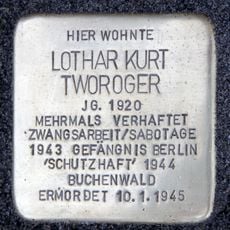 HIER WOHNTE
LOTHAR KURT
TWOROGER
JG. 1920
MEHRMALS VERHAFTET
ZWANGSARBEIT/SABOTAGE
1943 GEFÄNGNIS BERLIN
'SCHUTZHAFT' 1944
BUCHENWALD
ERMORDET 10.1.1945